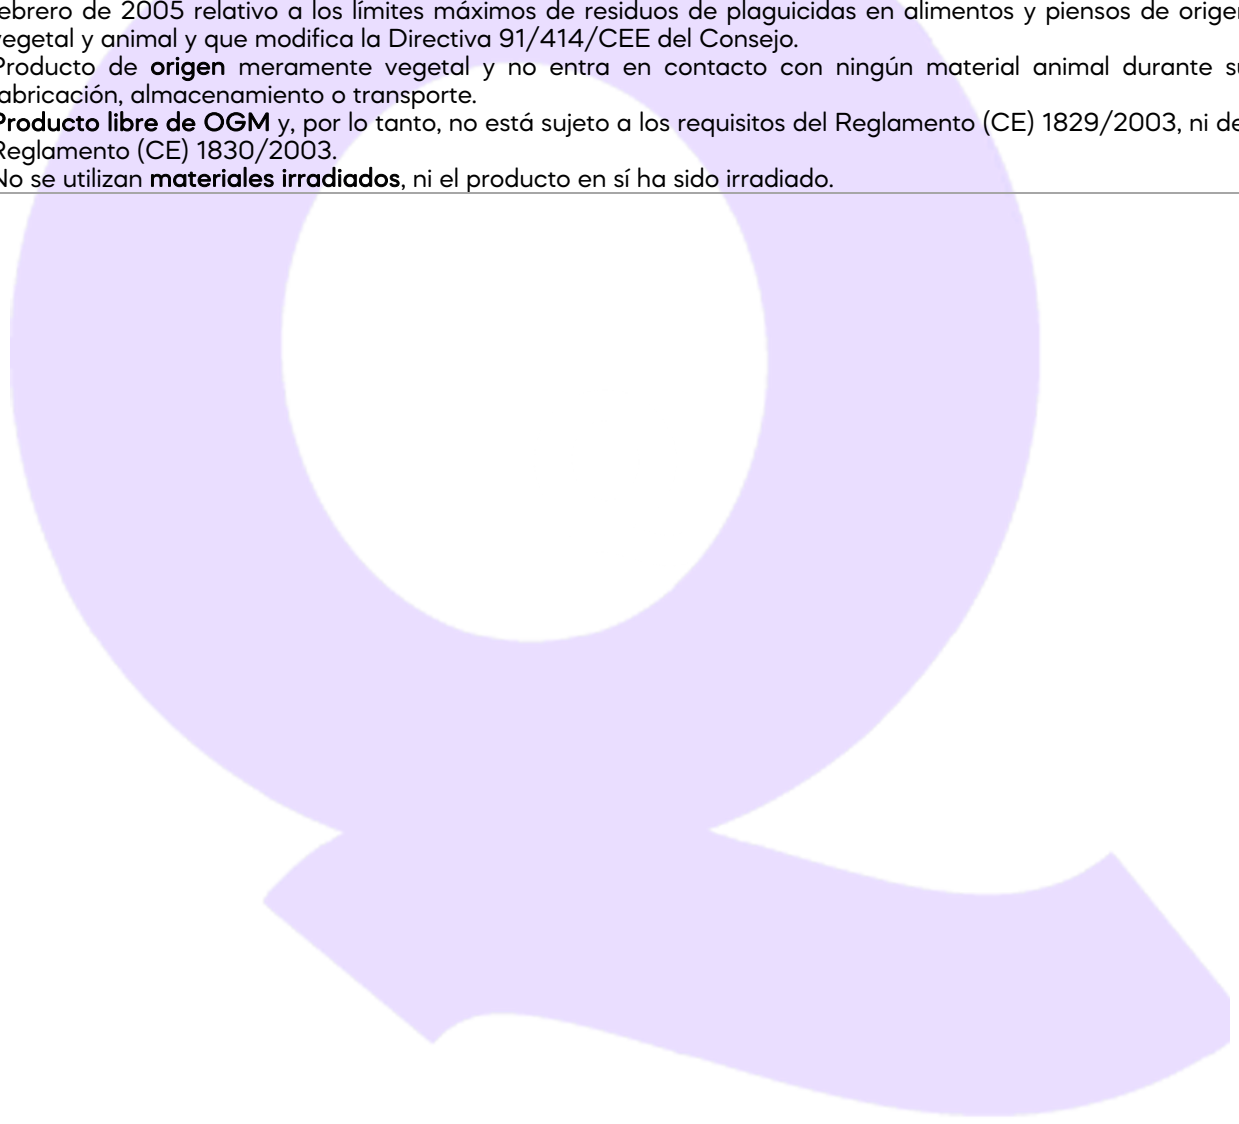 ebrero de 2005 relativo a los límites máximos de residuos de plaguicidas en alimentos y piensos de origen
vegetal y animal y que modifica la Directiva 91/414/CEE del Consejo.
Producto de origen meramente vegetal y no entra en contacto con ningún material animal durante su
fabricación, almacenamiento o transporte.
Producto libre de OGM y, por lo tanto, no está sujeto a los requisitos del Reglamento (CE) 1829/2003, ni de
Reglamento (CE) 1830/2003.
No se utilizan materiales irradiados, ni el producto en sí ha sido irradiado.